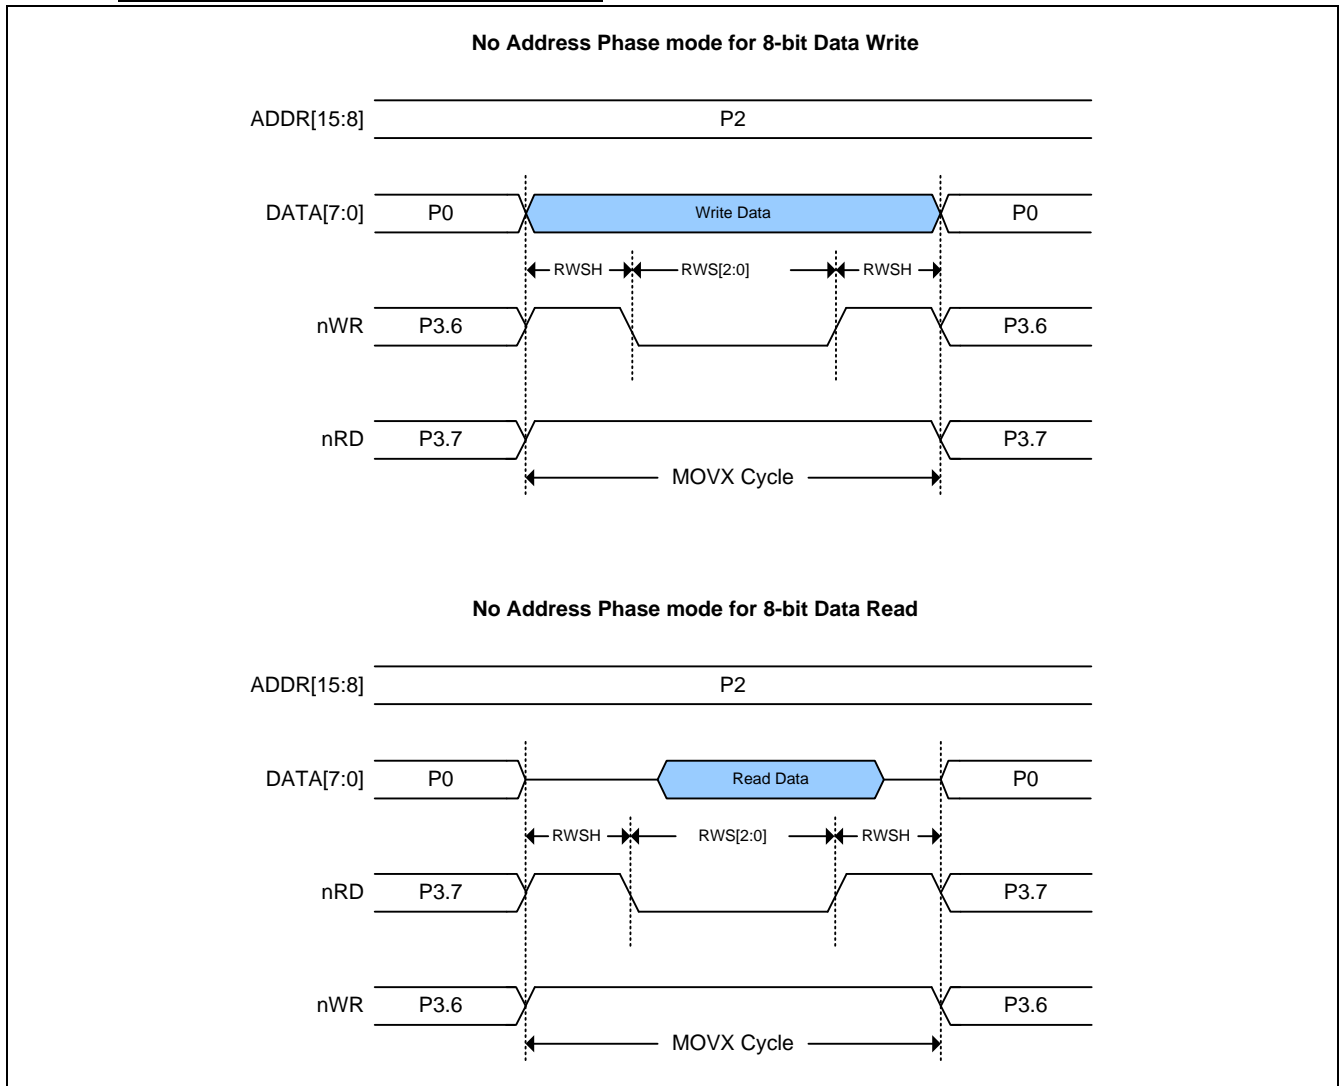 No Address Phase mode for 8-bit Data Write
ADDR[15:8] P2
DATA[7:0] P0 Write Data P0
RWSH RWS[2:0] RWSH
nWR P3.6 P3.6
nRD P3.7 P3.7
MOVX Cycle
No Address Phase mode for 8-bit Data Read
ADDR[15:8] P2
DATA[7:0] P0 Read Data P0
RWSH RWS[2:0] RWSH
nRD P3.7 P3.7
nWR P3.6 P3.6
MOVX Cycle